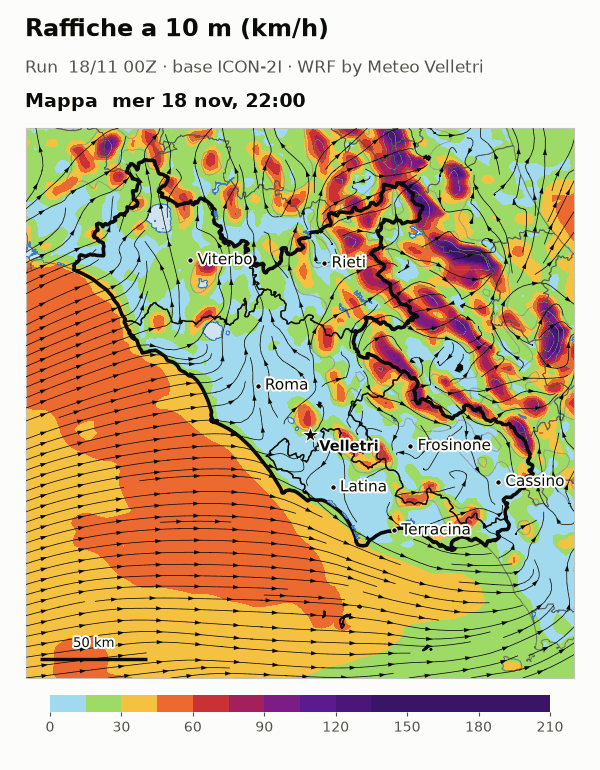 Raffiche a 10 m (km/h)
Run 18/11 00Z · base ICON-2I · WRF by Meteo Velletri
Mappa mer 18 nov, 22:00
Viterbo
Rieti
Roma
Velletri
Frosinone
Cassino
Latina
Terracina
50 km
0 30 60 90 120 150 180 210